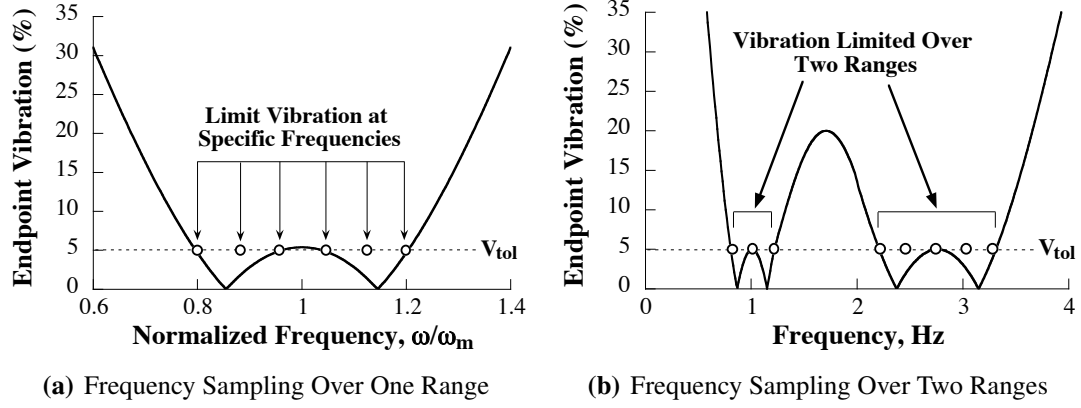 Endpoint Vibration (%)
35
30
25
20
15
10
5
0
Limit Vibration at
Specific Frequencies
V_tol
0.6 0.8 1 1.2 1.4
Normalized Frequency, ω/ω_m
(a) Frequency Sampling Over One Range
Endpoint Vibration (%)
35
30
25
20
15
10
5
0
Vibration Limited Over
Two Ranges
V_tol
0 1 2 3 4
Frequency, Hz
(b) Frequency Sampling Over Two Ranges